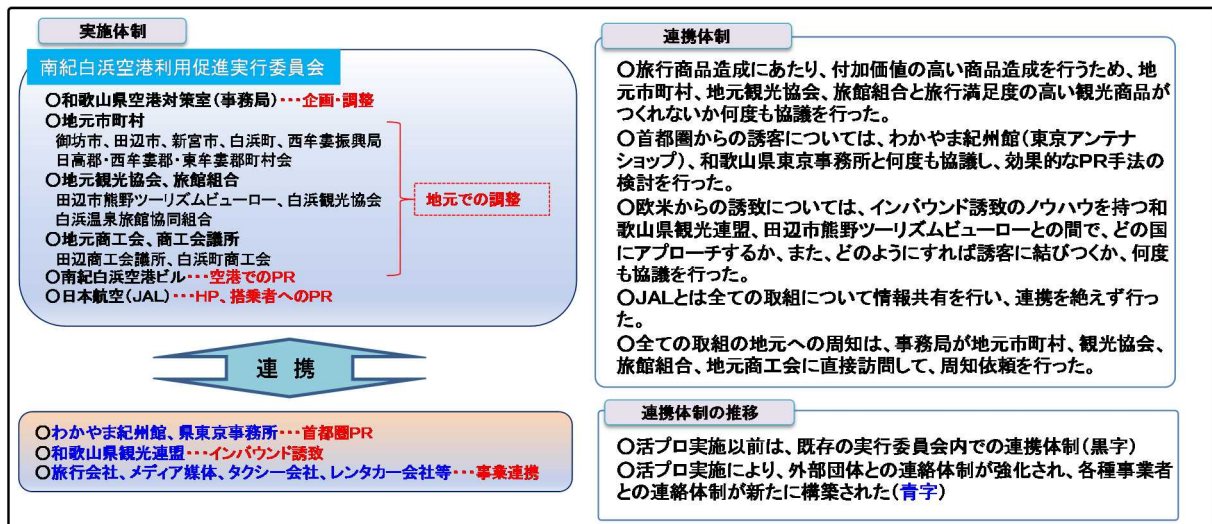 実施体制
南紀白浜空港利用促進実行委員会
〇和歌山県空港対策室(事務局)・・・企画・調整
〇地元市町村
御坊市、田辺市、新宮市、白浜町、西牟婁振興局
日高郡・西牟婁郡・東牟婁郡町村会
〇地元観光協会、旅館組合
田辺市熊野ツーリズムビューロー、白浜観光協会
白浜温泉旅館協同組合
〇地元商工会、商工会議所
田辺商工会議所、白浜町商工会
〇南紀白浜空港ビル・・・空港でのPR
〇日本航空(JAL)・・・HP、搭乗者へのPR
地元での調整
連携
〇わかやま紀州館、県東京事務所・・・首都圏PR
〇和歌山県観光連盟・・・インバウンド誘致
〇旅行会社、メディア媒体、タクシー会社、レンタカー会社等・・・事業連携
連携体制
〇旅行商品造成にあたり、付加価値の高い商品造成を行うため、地
元市町村、地元観光協会、旅館組合と旅行満足度の高い観光商品が
つくれないか何度も協議を行った。
〇首都圏からの誘客については、わかやま紀州館(東京アンテナ
ショップ)、和歌山県東京事務所と何度も協議し、効果的なPR手法の
検討を行った。
〇欧米からの誘致については、インバウンド誘致のノウハウを持つ和
歌山県観光連盟、田辺市熊野ツーリズムビューローとの間で、どの国
にアプローチするか、また、どのようにすれば誘客に結びつくか、何度
も協議を行った。
〇JALとは全ての取組について情報共有を行い、連携を絶えず行っ
た。
〇全ての取組の地元への周知は、事務局が地元市町村、観光協会、
旅館組合、地元商工会に直接訪問して、周知依頼を行った。
連携体制の推移
〇活プロ実施以前は、既存の実行委員会内での連携体制(黒字)
〇活プロ実施により、外部団体との連絡体制が強化され、各種事業者
との連絡体制が新たに構築された(青字)